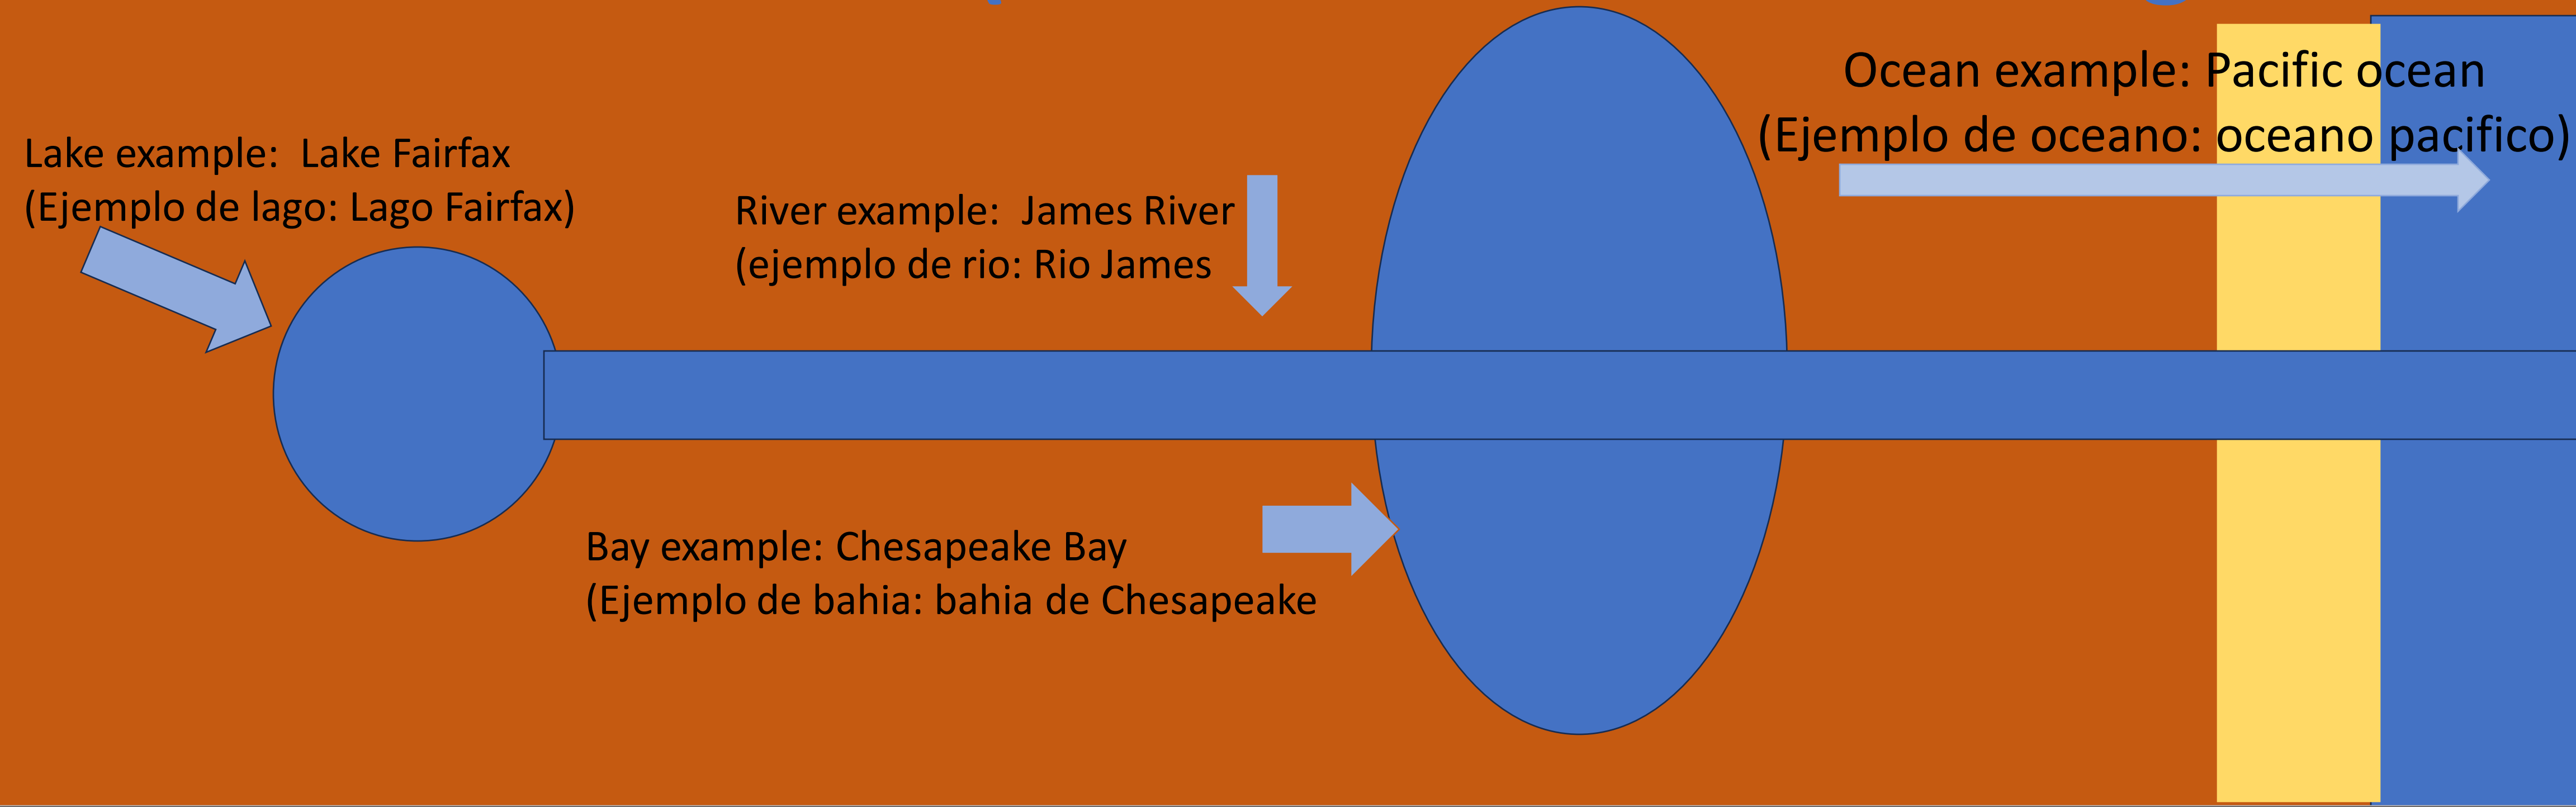 Lake example:  Lake Fairfax
(Ejemplo de lago: Lago Fairfax)
River example:  James River
(ejemplo de rio: Rio James
Ocean example: Pacific ocean
(Ejemplo de oceano: oceano pacifico)
Bay example: Chesapeake Bay
(Ejemplo de bahia: bahia de Chesapeake